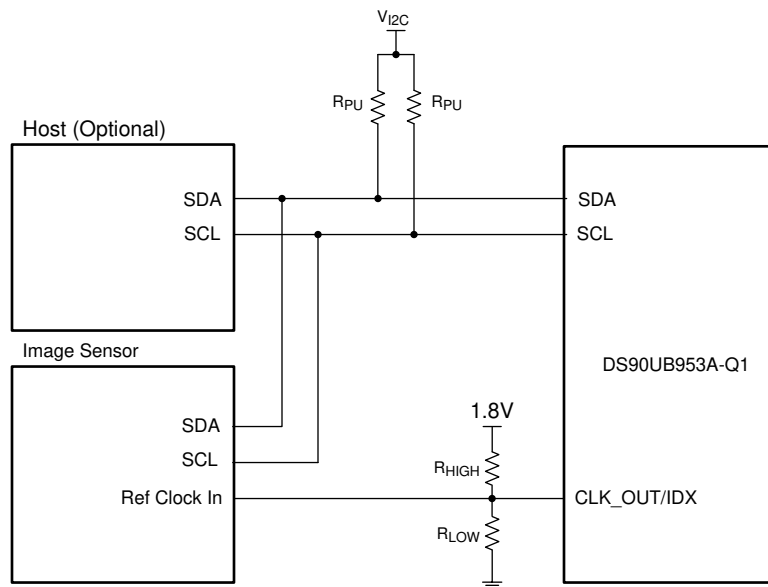 VI2C
RPU RPU
Host (Optional)
SDA
SCL
SDA
SCL
Image Sensor
DS90UB953A-Q1
SDA
SCL
1.8V
RHIGH
Ref Clock In
CLK_OUT/IDX
RLOW